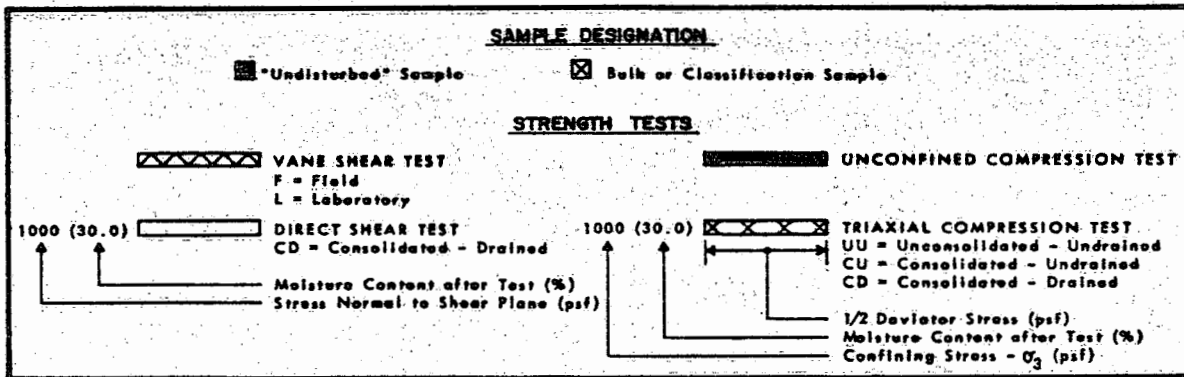 SAMPLE DESIGNATION
"Undisturbed" Sample
Bulk or Classification Sample
STRENGTH TESTS
VANE SHEAR TEST
F = Field
L = Laboratory
1000 (30.0)
DIRECT SHEAR TEST
CD = Consolidated - Drained
Moisture Content after Test (%)
Stress Normal to Shear Plane (psf)
UNCONFINED COMPRESSION TEST
1000 (30.0)
TRIAXIAL COMPRESSION TEST
UU = Unconsolidated - Undrained
CU = Consolidated - Undrained
CD = Consolidated - Drained
1/2 Deviator Stress (psf)
Moisture Content after Test (%)
Confining Stress - σ3 (psf)